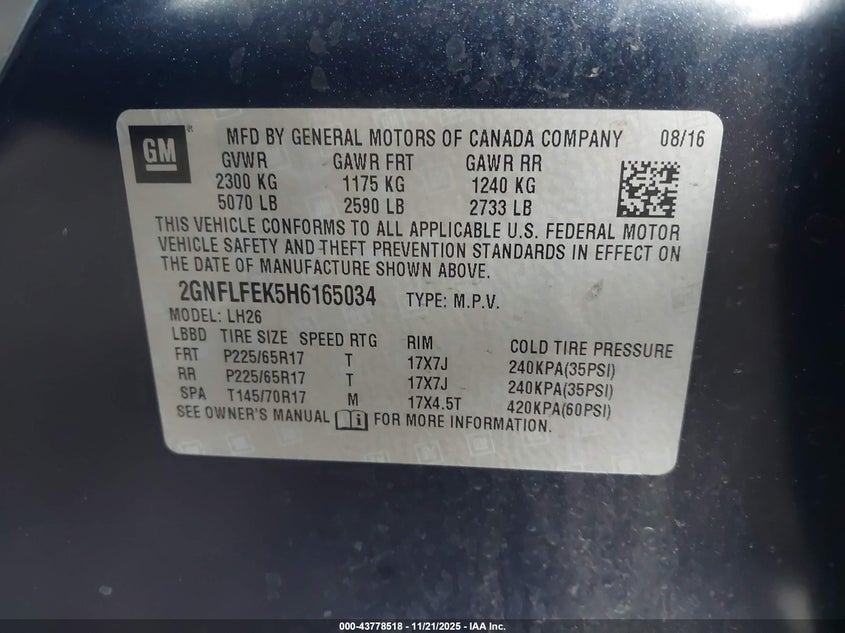 GM
MFD BY GENERAL MOTORS OF CANADA COMPANY 08/16
GVWR GAWR FRT GAWR RR
2300 KG 1175 KG 1240 KG
5070 LB 2590 LB 2733 LB
THIS VEHICLE CONFORMS TO ALL APPLICABLE U.S. FEDERAL MOTOR
VEHICLE SAFETY AND THEFT PREVENTION STANDARDS IN EFFECT ON
THE DATE OF MANUFACTURE SHOWN ABOVE.
2GNFLFEK5H6165034 TYPE: M.P.V.
MODEL: LH26
LBBD TIRE SIZE SPEED RTG RIM COLD TIRE PRESSURE
FRT P225/65R17 T 17X7J 240KPA(35PSI)
RR P225/65R17 T 17X7J 240KPA(35PSI)
SPA T145/70R17 M 17X4.5T 420KPA(60PSI)
SEE OWNER'S MANUAL FOR MORE INFORMATION.
000-43778518 - 11/21/2025 - IAA Inc.